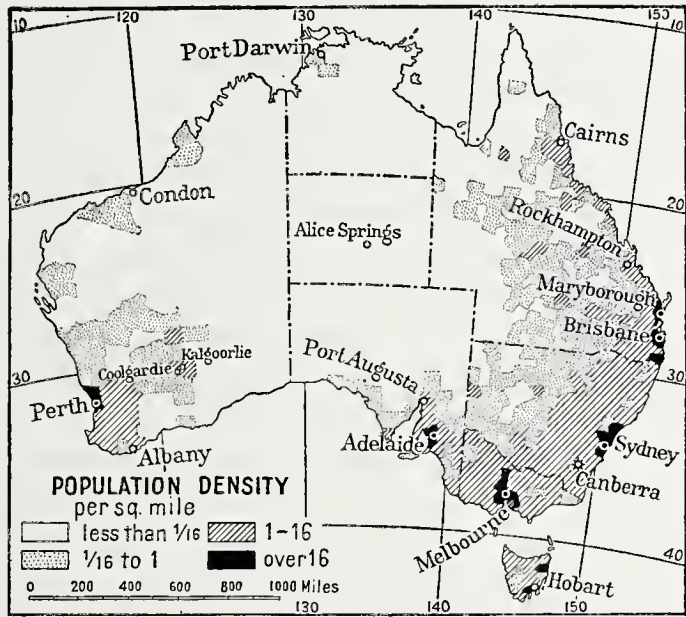 10 120 130 140 150 10
Port Darwin
Cairns
20 Condon 20
Alice Springs Rockhampton
Maryborough
Brisbane
Kalgoorlie
Coolgardie
Port Augusta
30 30
Perth
Adelaide Sydney
Albany
Canberra
POPULATION DENSITY
per sq. mile
less than 1/16 1-16
1/16 to 1 over 16
Melbourne
40
0 200 400 600 800 1000 Miles
Hobart
130 140 150